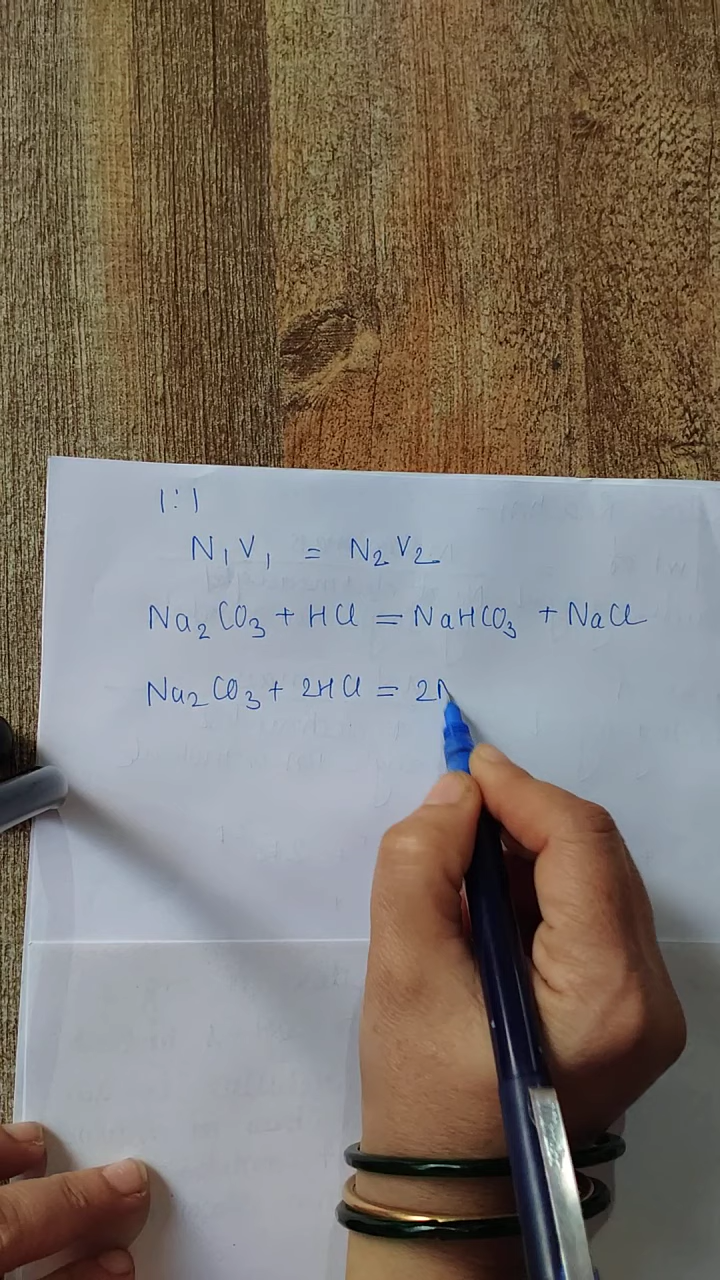 1:1
N₁V₁ = N₂V₂
Na₂CO₃ + HCl = NaHCO₃ + NaCl
Na₂CO₃ + 2HCl = 2N